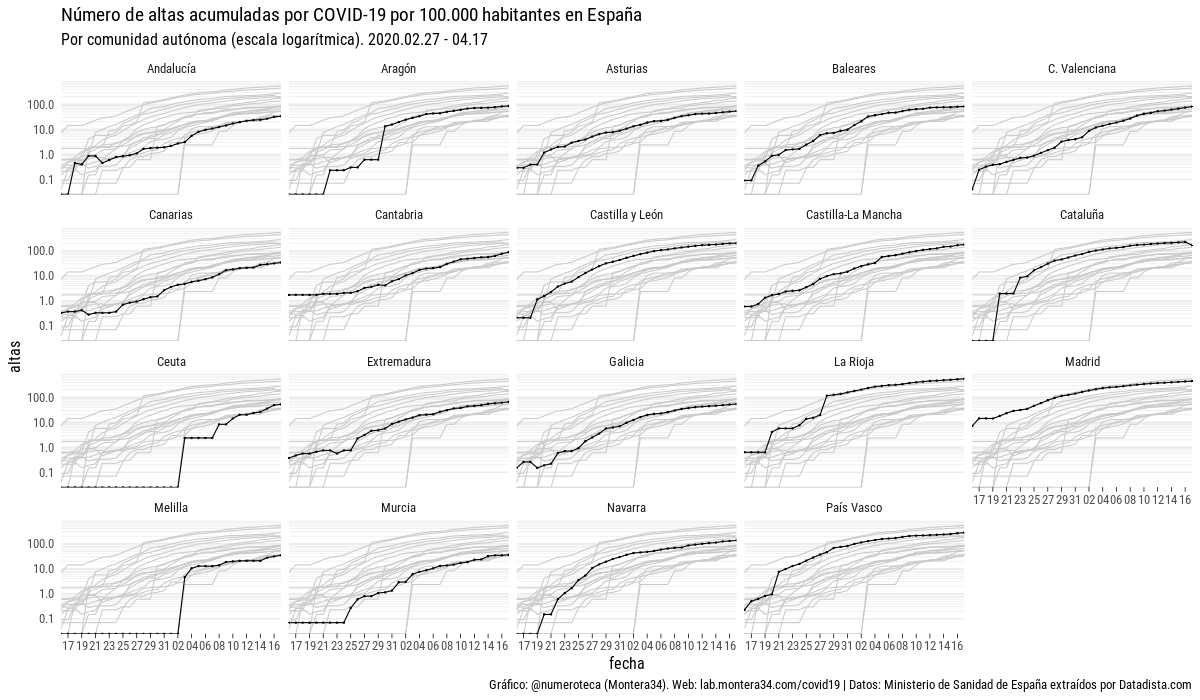 Número de altas acumuladas por COVID-19 por 100.000 habitantes en España
Por comunidad autónoma (escala logarítmica). 2020.02.27 - 04.17
Andalucía Aragón Asturias Baleares C. Valenciana
100.0
10.0
1.0
0.1
Canarias Cantabria Castilla y León Castilla-La Mancha Cataluña
100.0
10.0
1.0
0.1
altas
Ceuta Extremadura Galicia La Rioja Madrid
100.0
10.0
1.0
0.1
17 19 21 23 25 27 29 31 02 04 06 08 10 12 14 16
Melilla Murcia Navarra País Vasco
100.0
10.0
1.0
0.1
17 19 21 23 25 27 29 31 02 04 06 08 10 12 14 16 17 19 21 23 25 27 29 31 02 04 06 08 10 12 14 16 17 19 21 23 25 27 29 31 02 04 06 08 10 12 14 16 17 19 21 23 25 27 29 31 02 04 06 08 10 12 14 16
fecha
Gráfico: @numeroteca (Montera34). Web: lab.montera34.com/covid19 | Datos: Ministerio de Sanidad de España extraídos por Datadista.com